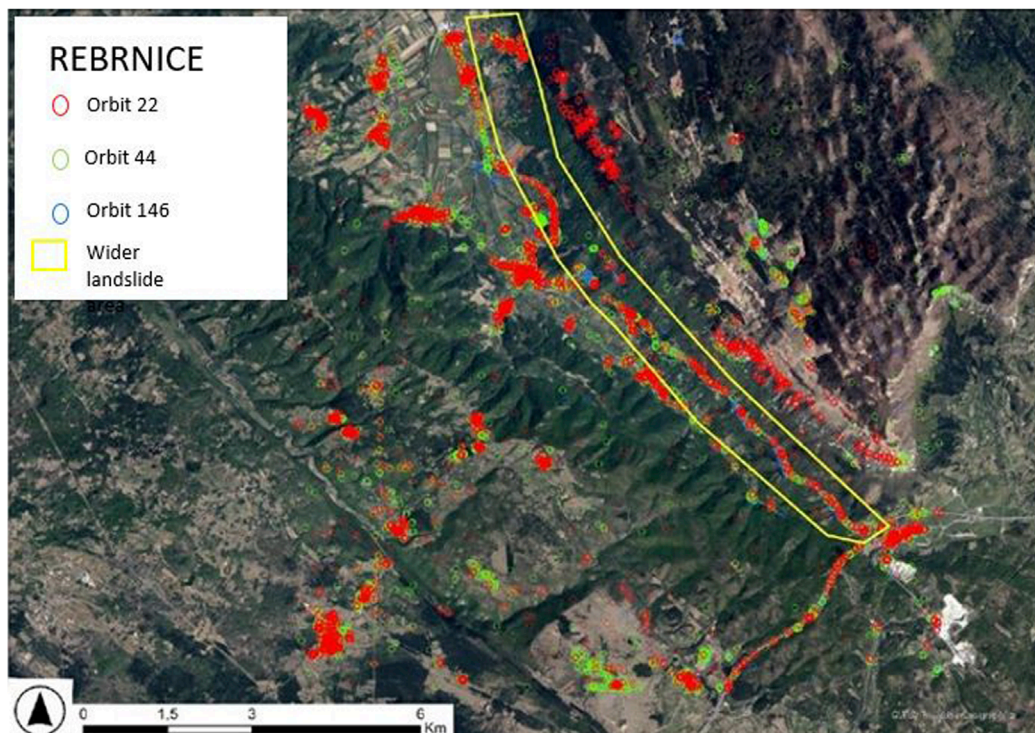 REBRNICE
Orbit 22
Orbit 44
Orbit 146
Wider
landslide
area
0 1,5 3 6
Km